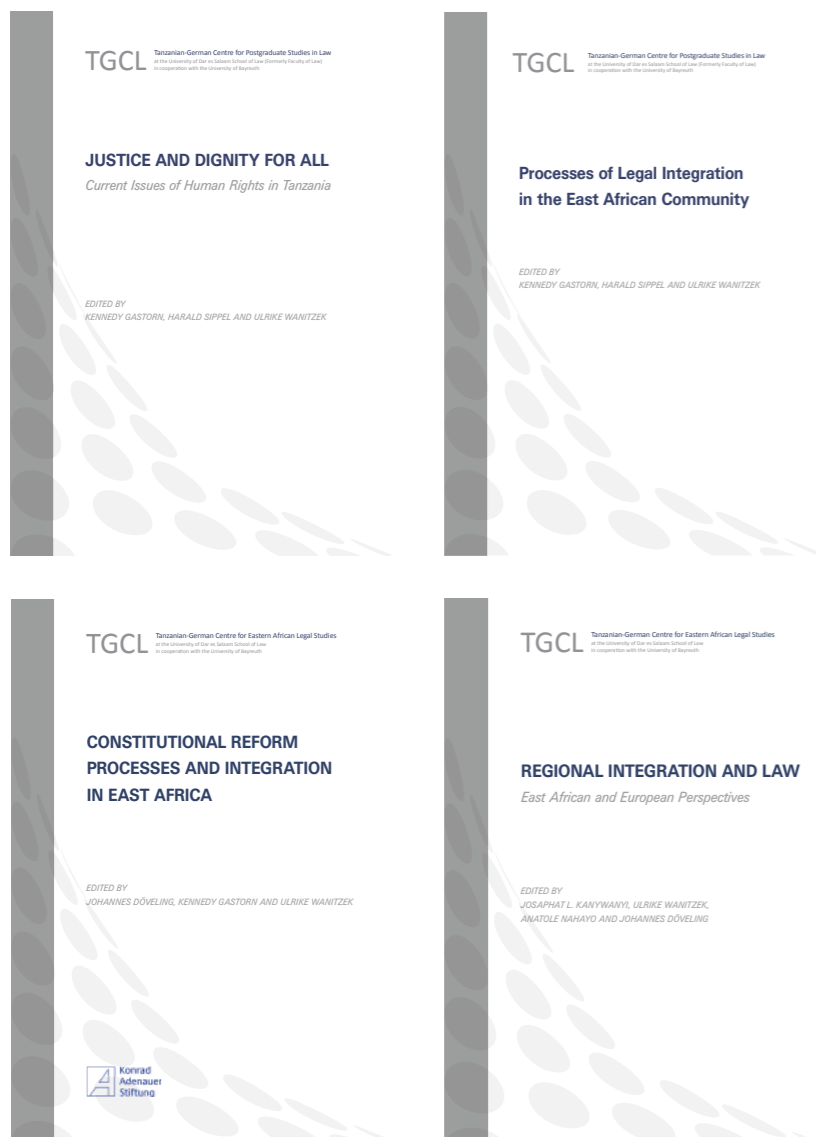 TGCL
Tanzanian-German Centre for Postgraduate Studies in Law
at the University of Dar es Salaam School of Law (Formerly Faculty of Law)
in cooperation with the University of Bayreuth
JUSTICE AND DIGNITY FOR ALL
Current Issues of Human Rights in Tanzania
EDITED BY
KENNEDY GASTORN, HARALD SIPPEL AND ULRIKE WANITZEK
TGCL
Tanzanian-German Centre for Postgraduate Studies in Law
at the University of Dar es Salaam School of Law (Formerly Faculty of Law)
in cooperation with the University of Bayreuth
Processes of Legal Integration
in the East African Community
EDITED BY
KENNEDY GASTORN, HARALD SIPPEL AND ULRIKE WANITZEK
TGCL
Tanzanian-German Centre for Eastern African Legal Studies
at the University of Dar es Salaam School of Law
in cooperation with the University of Bayreuth
CONSTITUTIONAL REFORM
PROCESSES AND INTEGRATION
IN EAST AFRICA
EDITED BY
JOHANNES DÖVELING, KENNEDY GASTORN AND ULRIKE WANITZEK
Konrad
Adenauer
Stiftung
TGCL
Tanzanian-German Centre for Eastern African Legal Studies
at the University of Dar es Salaam School of Law
in cooperation with the University of Bayreuth
REGIONAL INTEGRATION AND LAW
East African and European Perspectives
EDITED BY
JOSAPHAT L. KANYWANYI, ULRIKE WANITZEK,
ANATOLE NAHAYO AND JOHANNES DÖVELING